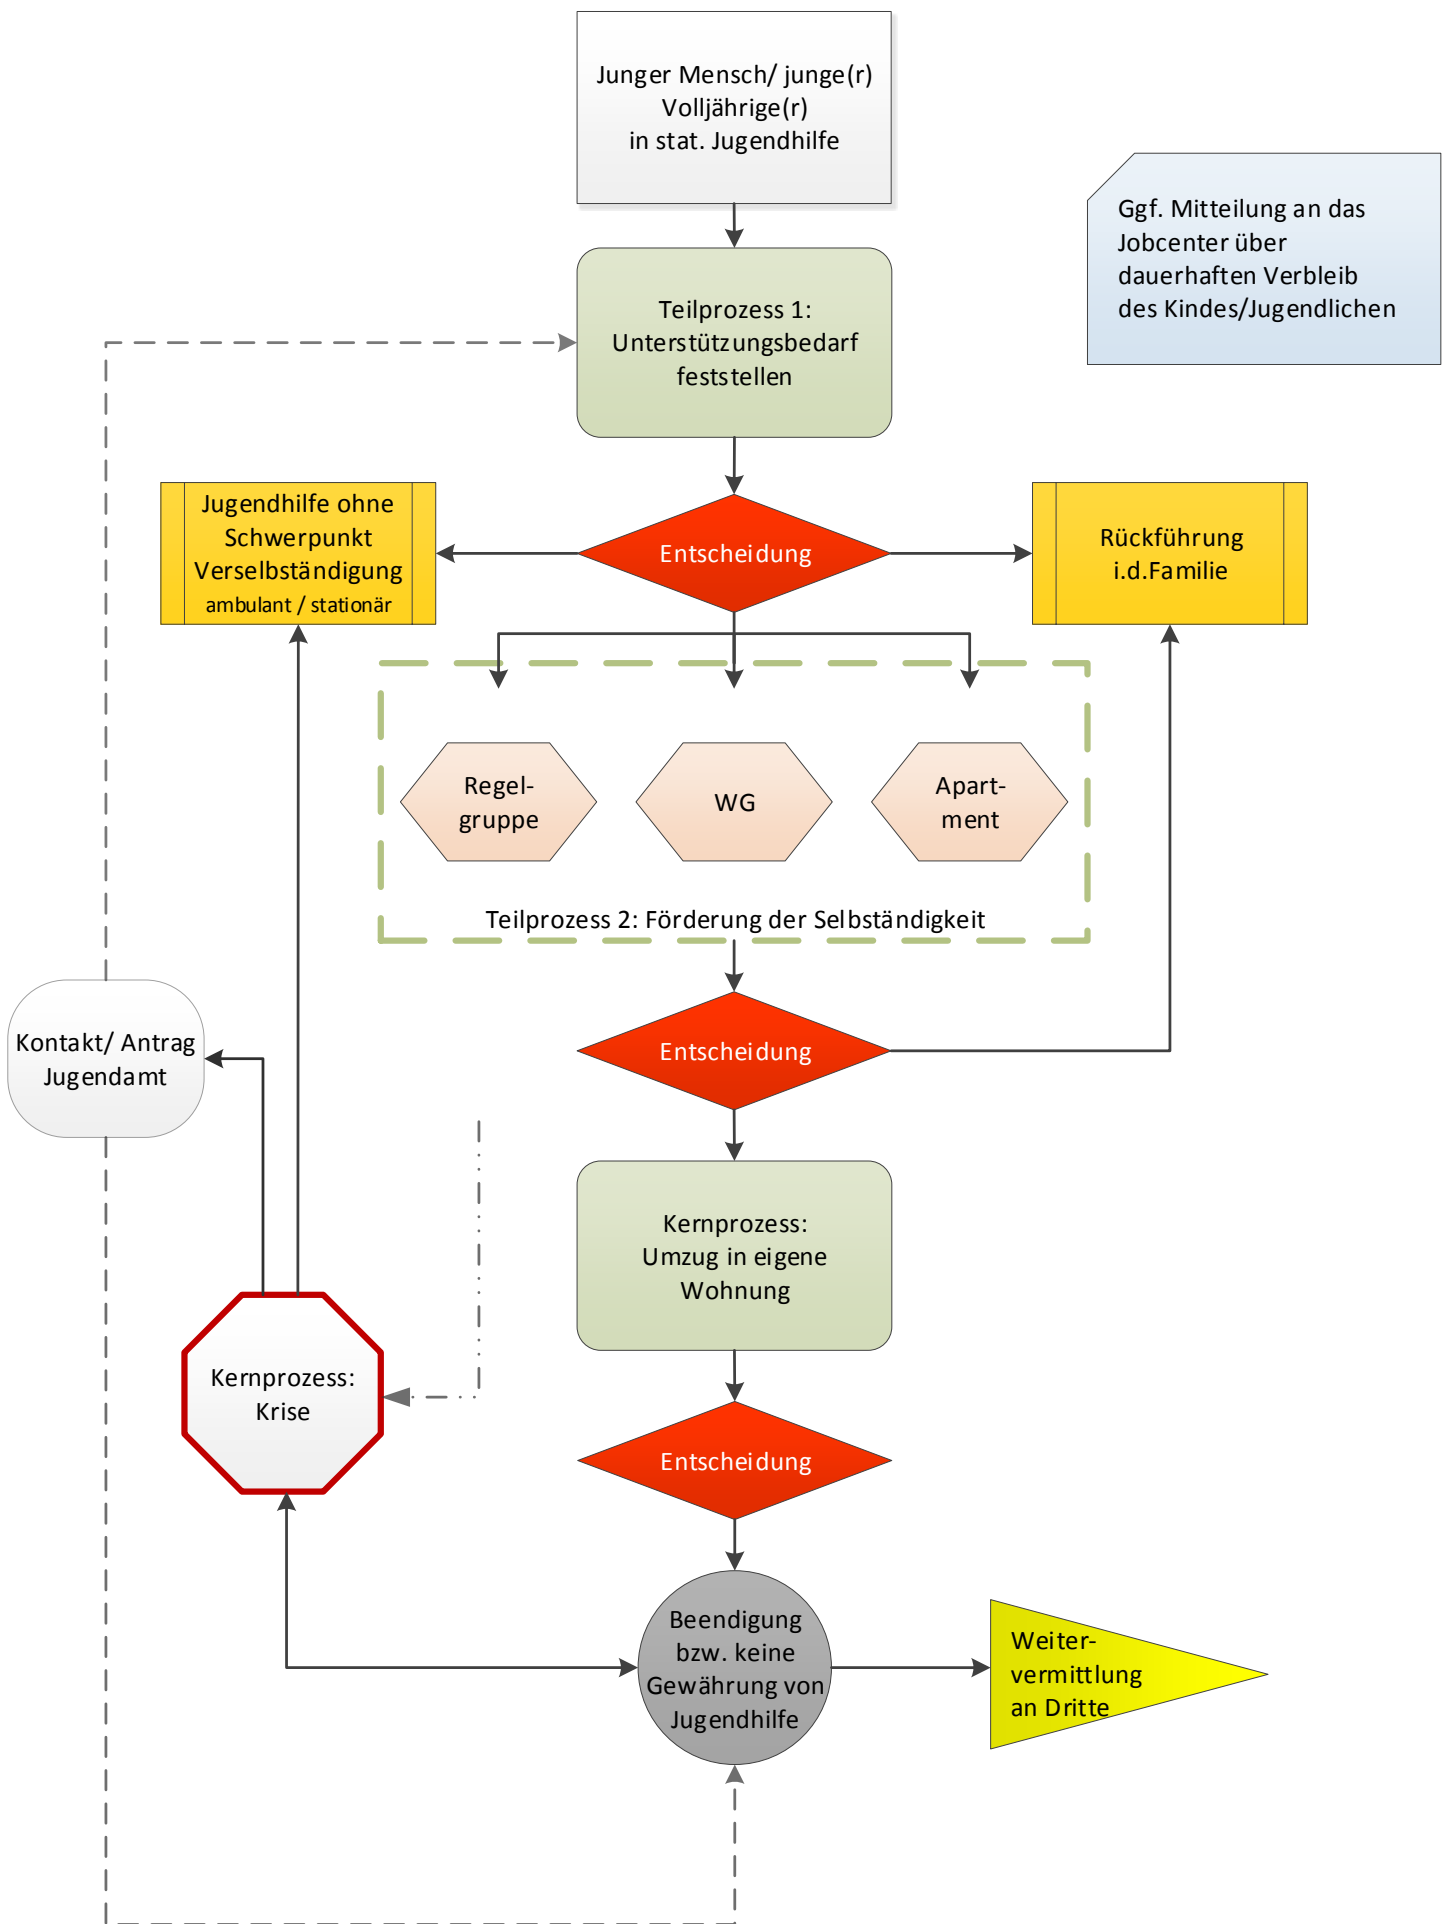 Junger Mensch/ junge(r)
Volljährige(r)
in stat. Jugendhilfe
Ggf. Mitteilung an das
Jobcenter über
dauerhaften Verbleib
des Kindes/Jugendlichen
Teilprozess 1:
Unterstützungsbedarf
feststellen
Jugendhilfe ohne
Schwerpunkt
Verselbständigung
ambulant / stationär
Entscheidung
Rückführung
i.d.Familie
Regel-
gruppe
WG
Apart-
ment
Teilprozess 2: Förderung der Selbständigkeit
Kontakt/ Antrag
Jugendamt
Entscheidung
Kernprozess:
Umzug in eigene
Wohnung
Kernprozess:
Krise
Entscheidung
Beendigung
bzw. keine
Gewährung von
Jugendhilfe
Weiter-
vermittlung
an Dritte